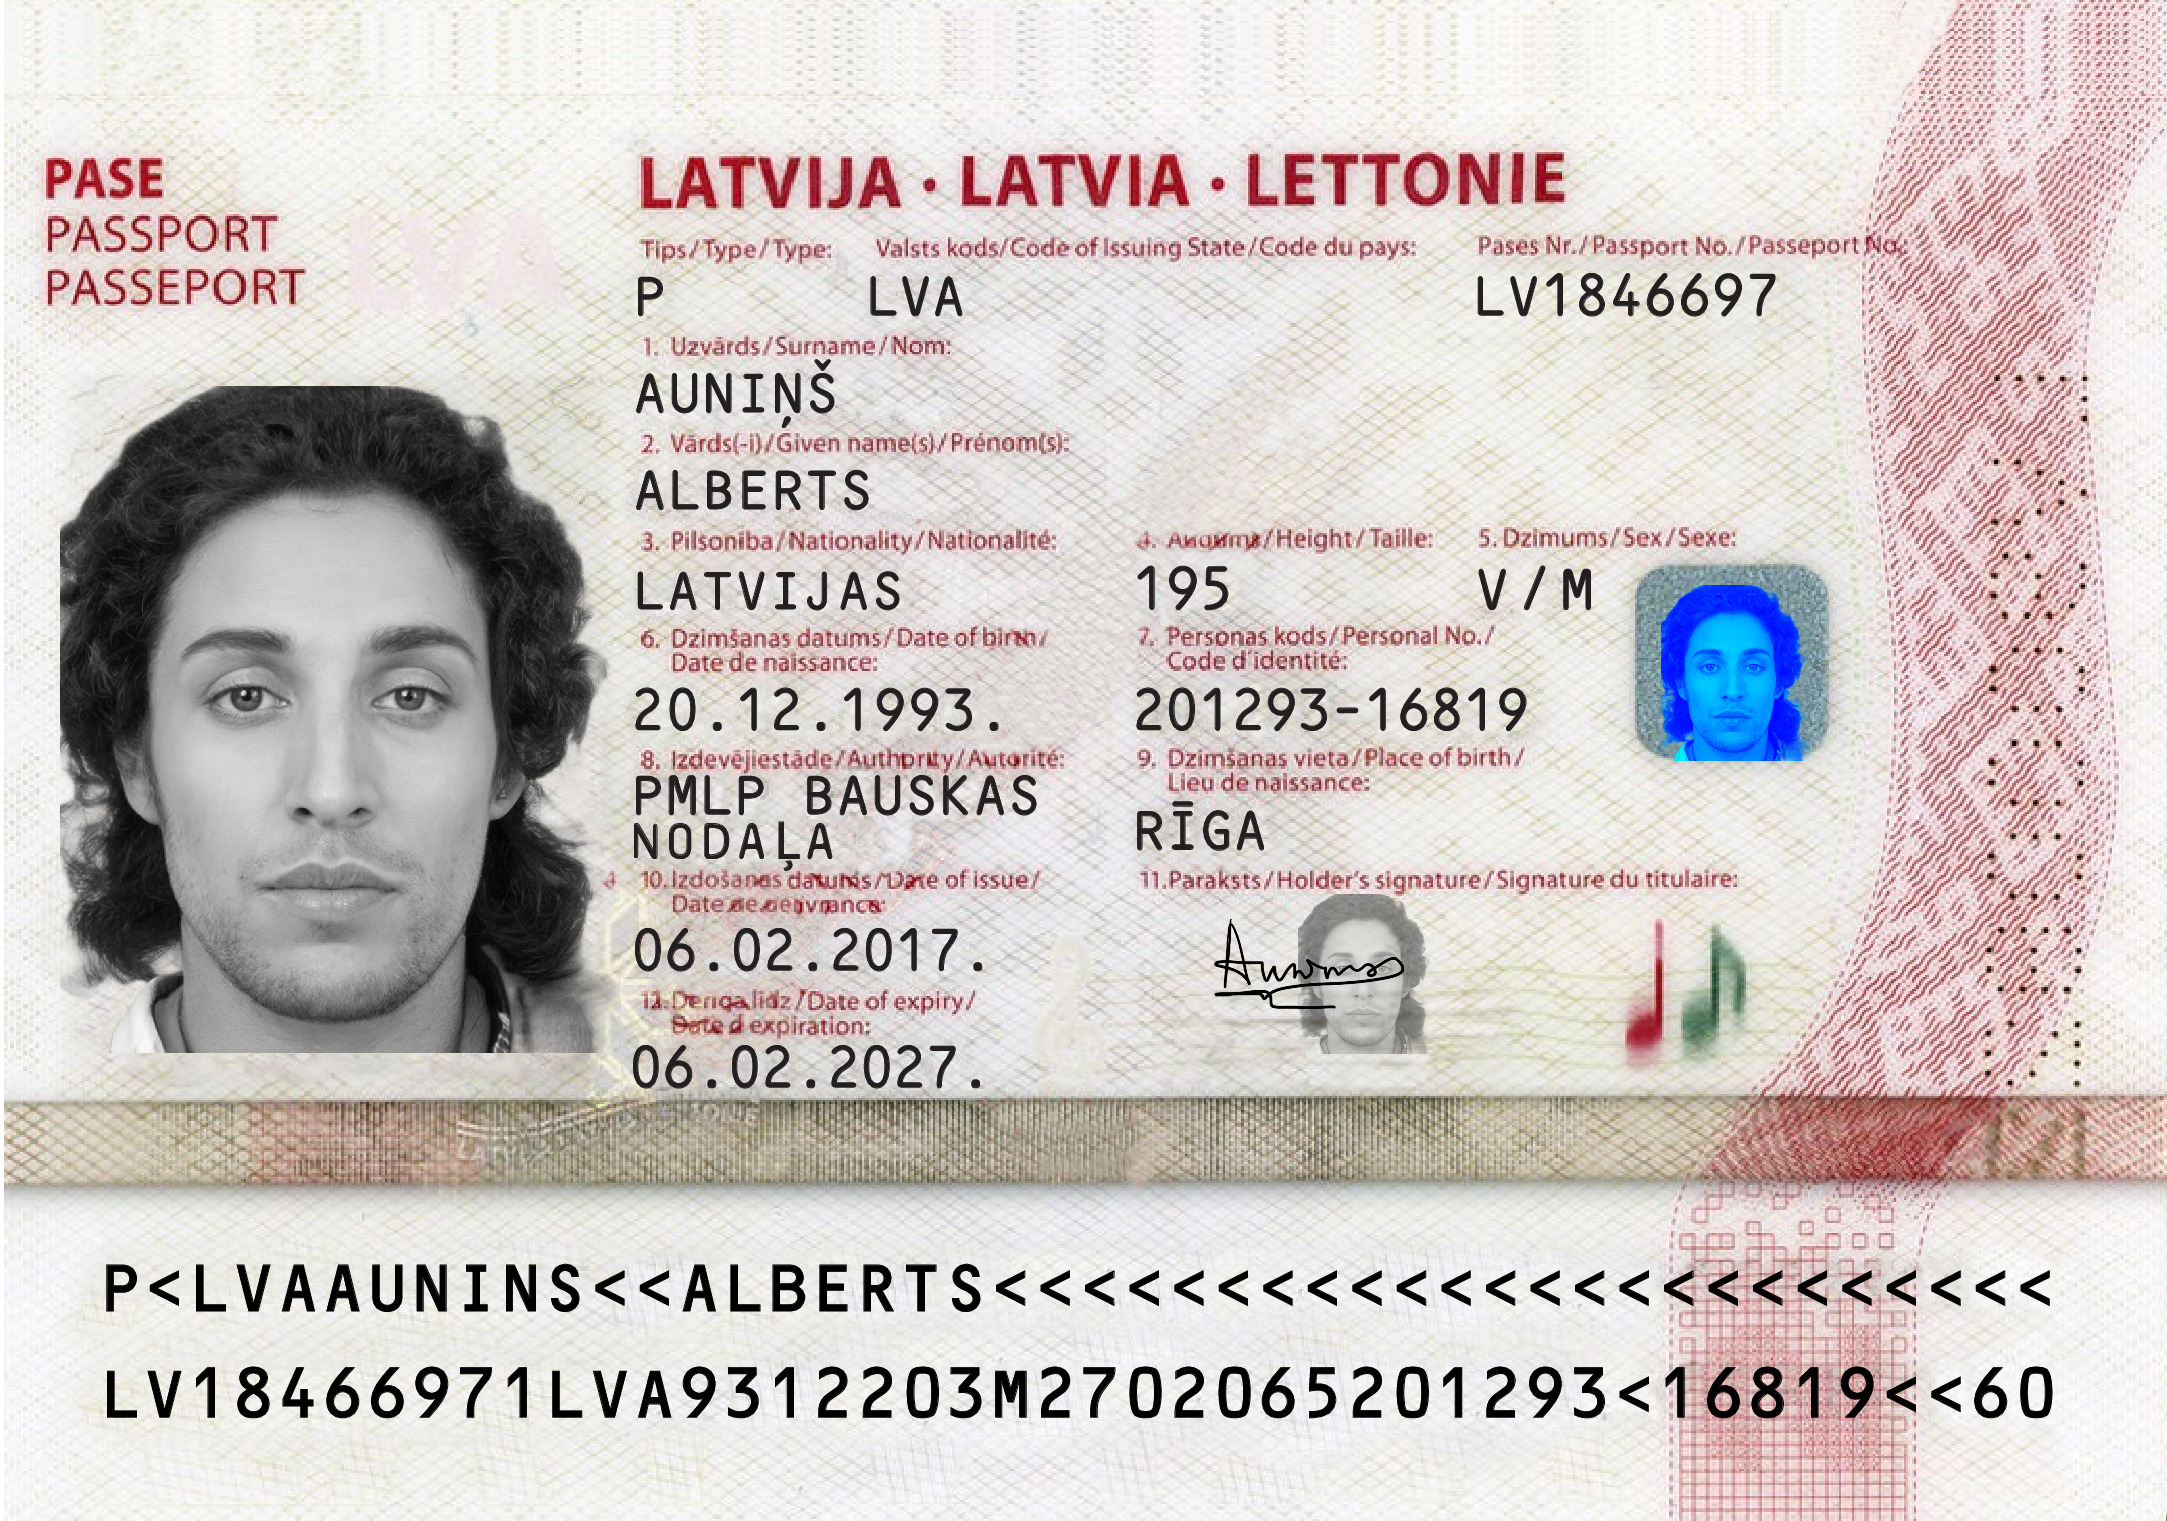 PASE
PASSPORT
PASSEPORT
LVA
LATVIJA · LATVIA · LETTONIE
Tips/Type/Type: Valsts kods/Code of Issuing State/Code du pays: Pases Nr./Passport No./Passeport No.:
P LVA LV1846697
1. Uzvārds/Surname/Nom:
AUNIŅŠ
2. Vārds(-i)/Given name(s)/Prénom(s):
ALBERTS
3. Pilsonība/Nationality/Nationalité: 4. Augums/Height/Taille: 5. Dzimums/Sex/Sexe:
LATVIJAS 195 V/M
6. Dzimšanas datums/Date of birth/
Date de naissance:
7. Personas kods/Personal No./
Code d'identité:
20.12.1993. 201293-16819
8. Izdevējiestāde/Authority/Autorité:
PMLP BAUSKAS
NODAĻA
9. Dzimšanas vieta/Place of birth/
Lieu de naissance:
RĪGA
10. Izdošanas datums/Date of issue/
Date de
06.02.2017.
11. Paraksts/Holder's signature/Signature du titulaire:
12. /Date of expiry/
Date d expiration:
06.02.2027.
P<LVAAUNINS<<ALBERTS<<<<<<<<<<<<<<<<<<<<<<<<
LV18466971LVA9312203M2702065201293<16819<<60